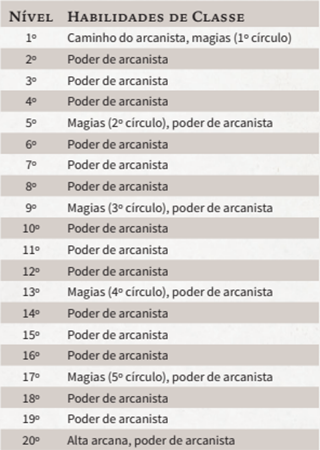 Nível Habilidades de Classe
1º Caminho do arcanista, magias (1º círculo)
2º Poder de arcanista
3º Poder de arcanista
4º Poder de arcanista
5º Magias (2º círculo), poder de arcanista
6º Poder de arcanista
7º Poder de arcanista
8º Poder de arcanista
9º Magias (3º círculo), poder de arcanista
10º Poder de arcanista
11º Poder de arcanista
12º Poder de arcanista
13º Magias (4º círculo), poder de arcanista
14º Poder de arcanista
15º Poder de arcanista
16º Poder de arcanista
17º Magias (5º círculo), poder de arcanista
18º Poder de arcanista
19º Poder de arcanista
20º Alta arcana, poder de arcanista